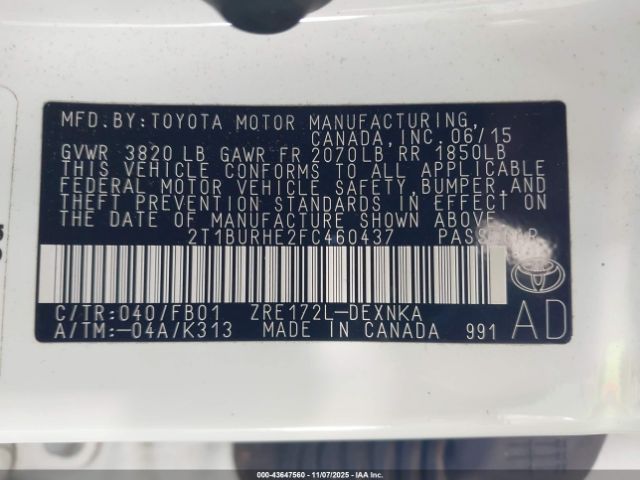 MFD. BY: TOYOTA MOTOR MANUFACTURING,
CANADA, INC. 06/15
GVWR 3820 LB GAWR FR 2070LB RR 1850LB
THIS VEHICLE CONFORMS TO ALL APPLICABLE
FEDERAL MOTOR VEHICLE SAFETY, BUMPER, AND
THEFT PREVENTION STANDARDS IN EFFECT ON
THE DATE OF MANUFACTURE SHOWN ABOVE.
2T1BURHE2FC460437
C/TR: 040/FB01 ZRE172L-DEXNKA
A/TM: -04A/K313 MADE IN CANADA 991 AD
000-43647560 - 11/07/2025 - IAA Inc.